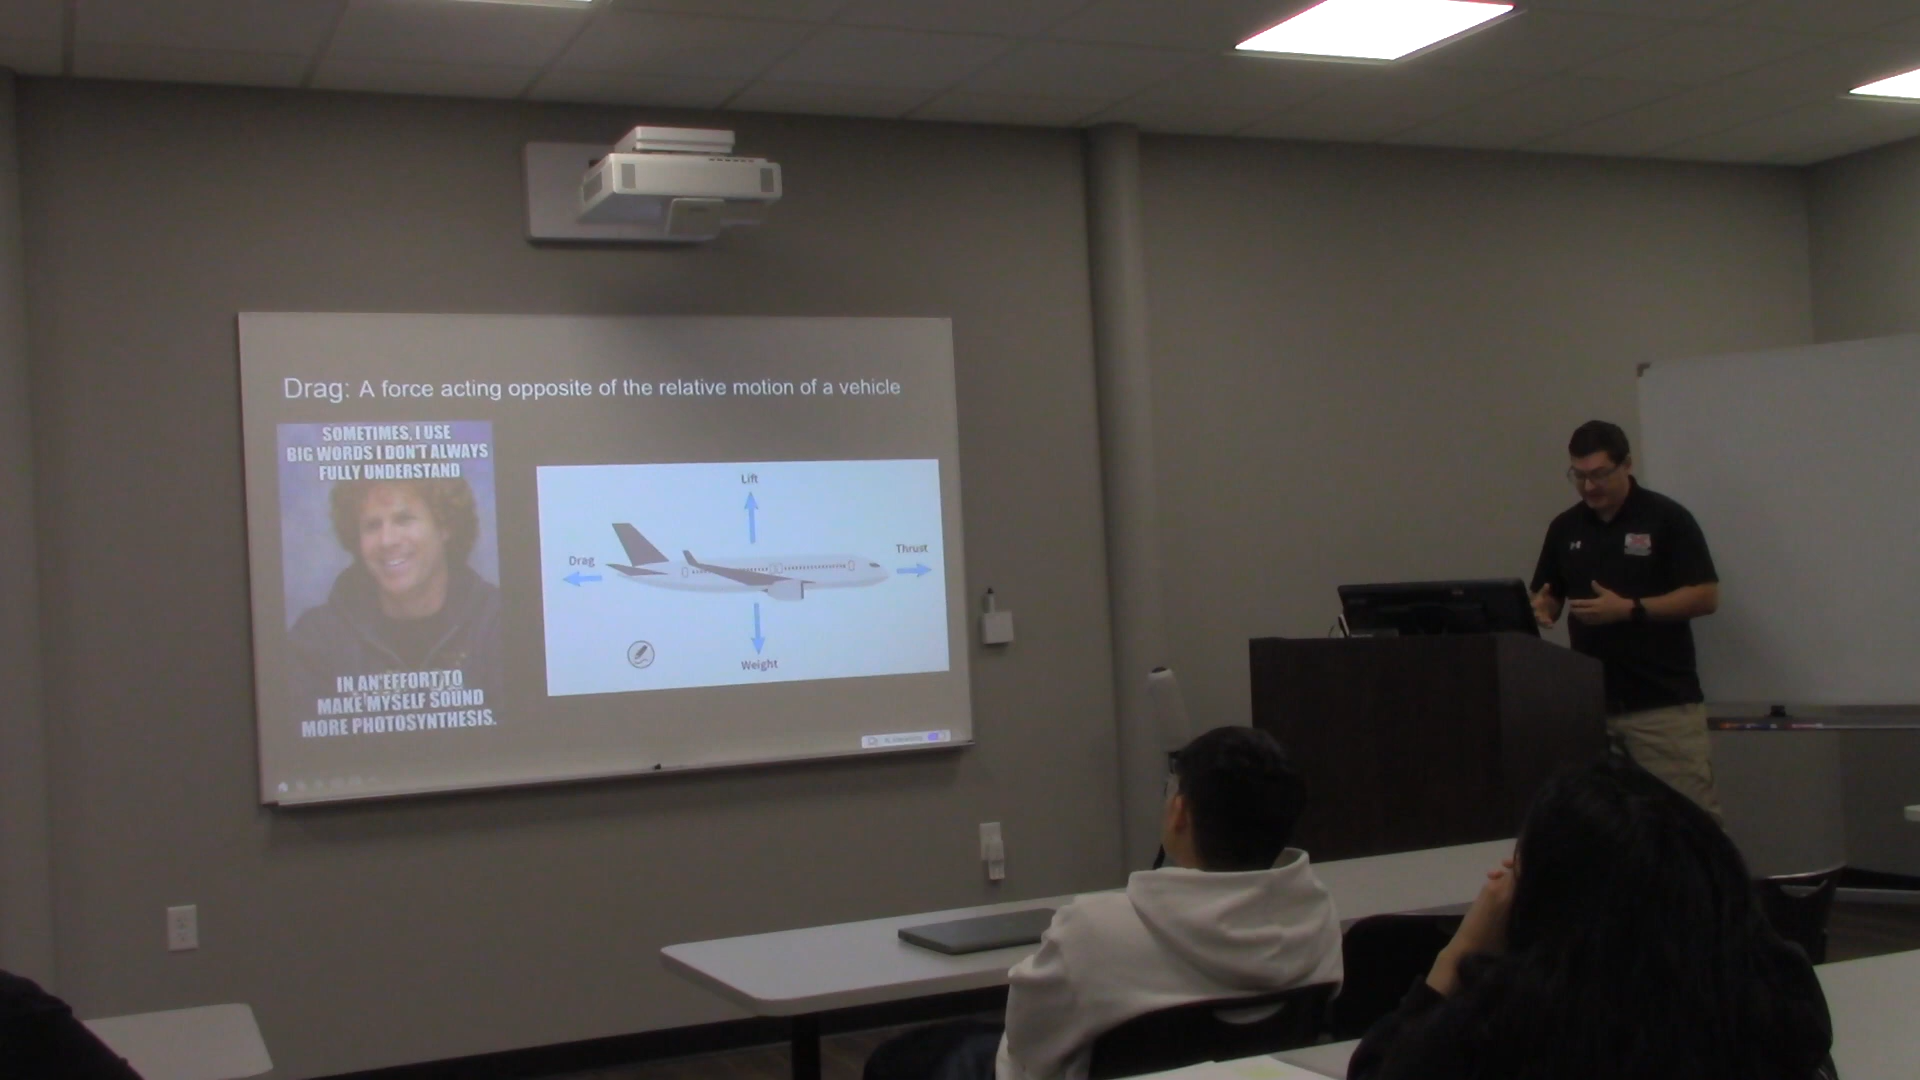 Drag: A force acting opposite of the relative motion of a vehicle
SOMETIMES, I USE
BIG WORDS I DON'T ALWAYS
FULLY UNDERSTAND
IN AN EFFORT TO
MAKE MYSELF SOUND
MORE PHOTOSYNTHESIS.
Lift
Drag
Thrust
Weight